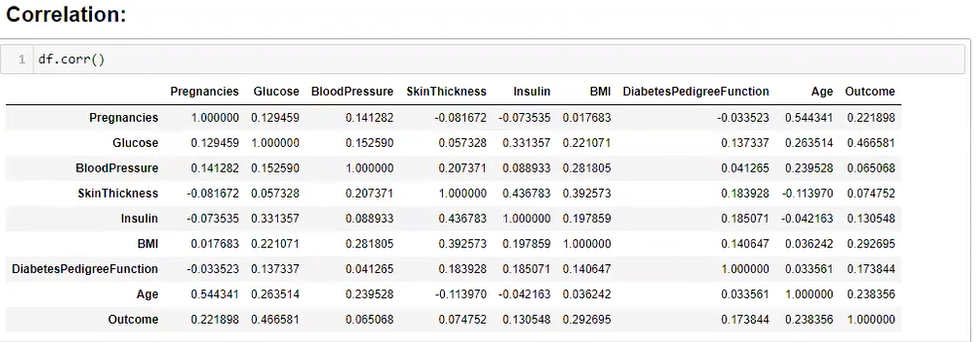 Correlation:
1 df.corr()
Pregnancies Glucose BloodPressure SkinThickness Insulin BMI DiabetesPedigreeFunction Age Outcome
Pregnancies 1.000000 0.129459 0.141282 -0.081672 -0.073535 0.017683 -0.033523 0.544341 0.221898
Glucose 0.129459 1.000000 0.152590 0.057328 0.331357 0.221071 0.137337 0.263514 0.466581
BloodPressure 0.141282 0.152590 1.000000 0.207371 0.088933 0.281805 0.041265 0.239528 0.065068
SkinThickness -0.081672 0.057328 0.207371 1.000000 0.436783 0.392573 0.183928 -0.113970 0.074752
Insulin -0.073535 0.331357 0.088933 0.436783 1.000000 0.197859 0.185071 -0.042163 0.130548
BMI 0.017683 0.221071 0.281805 0.392573 0.197859 1.000000 0.140647 0.036242 0.292695
DiabetesPedigreeFunction -0.033523 0.137337 0.041265 0.183928 0.185071 0.140647 1.000000 0.033561 0.173844
Age 0.544341 0.263514 0.239528 -0.113970 -0.042163 0.036242 0.033561 1.000000 0.238356
Outcome 0.221898 0.466581 0.065068 0.074752 0.130548 0.292695 0.173844 0.238356 1.000000